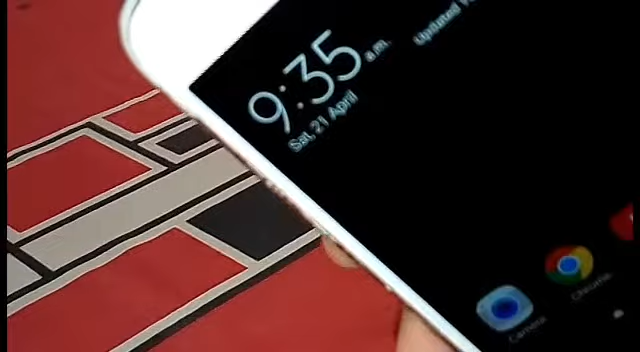 9:35 a.m.
Sat, 21 April
Updated
Camera
Chrome